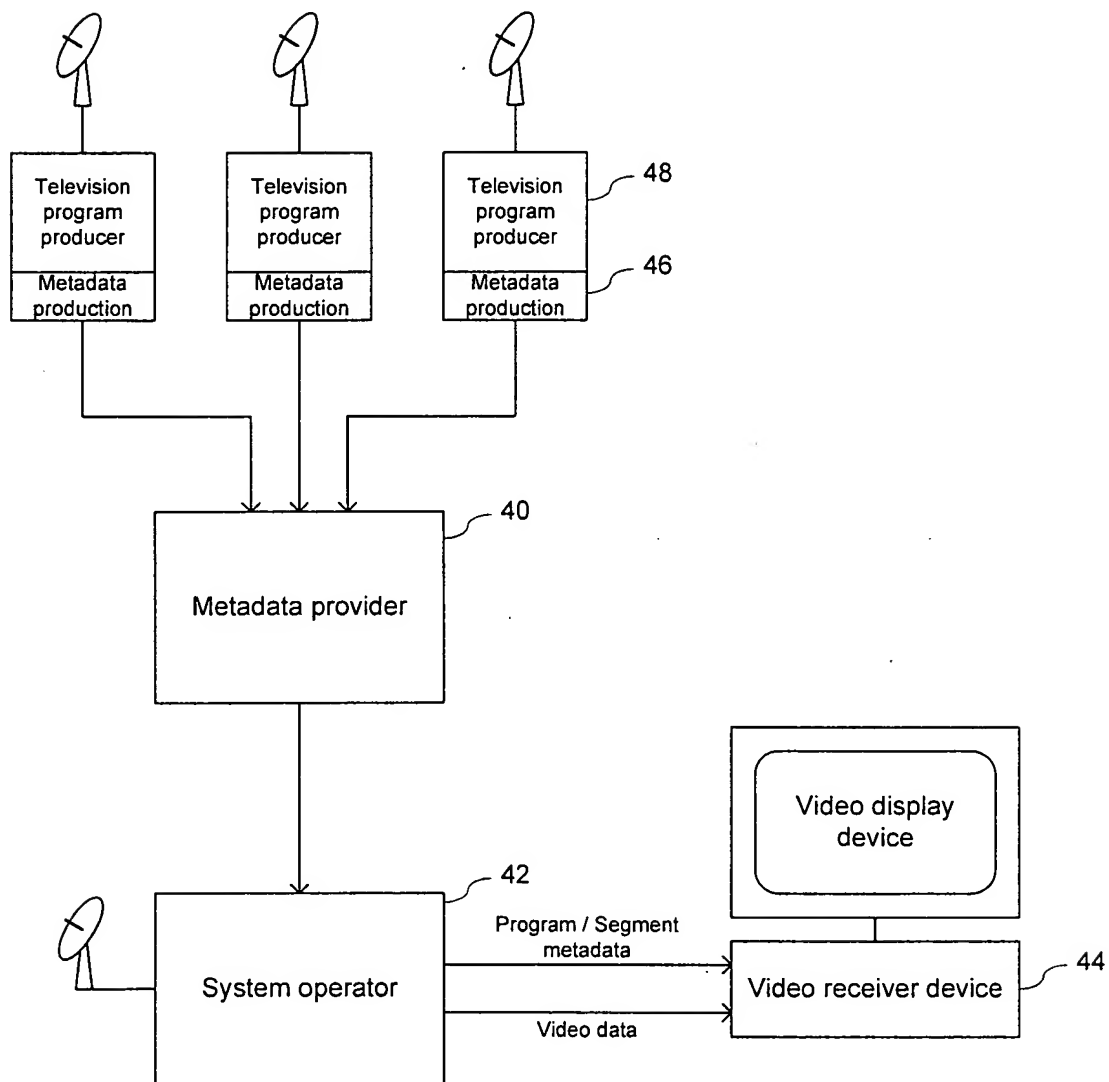 Television
program
producer
Television
program
producer
Television
program
producer
48
Metadata
production
Metadata
production
Metadata
production
46
40
Metadata provider
Video display
device
42
Program / Segment
metadata
System operator
Video receiver device
44
Video data